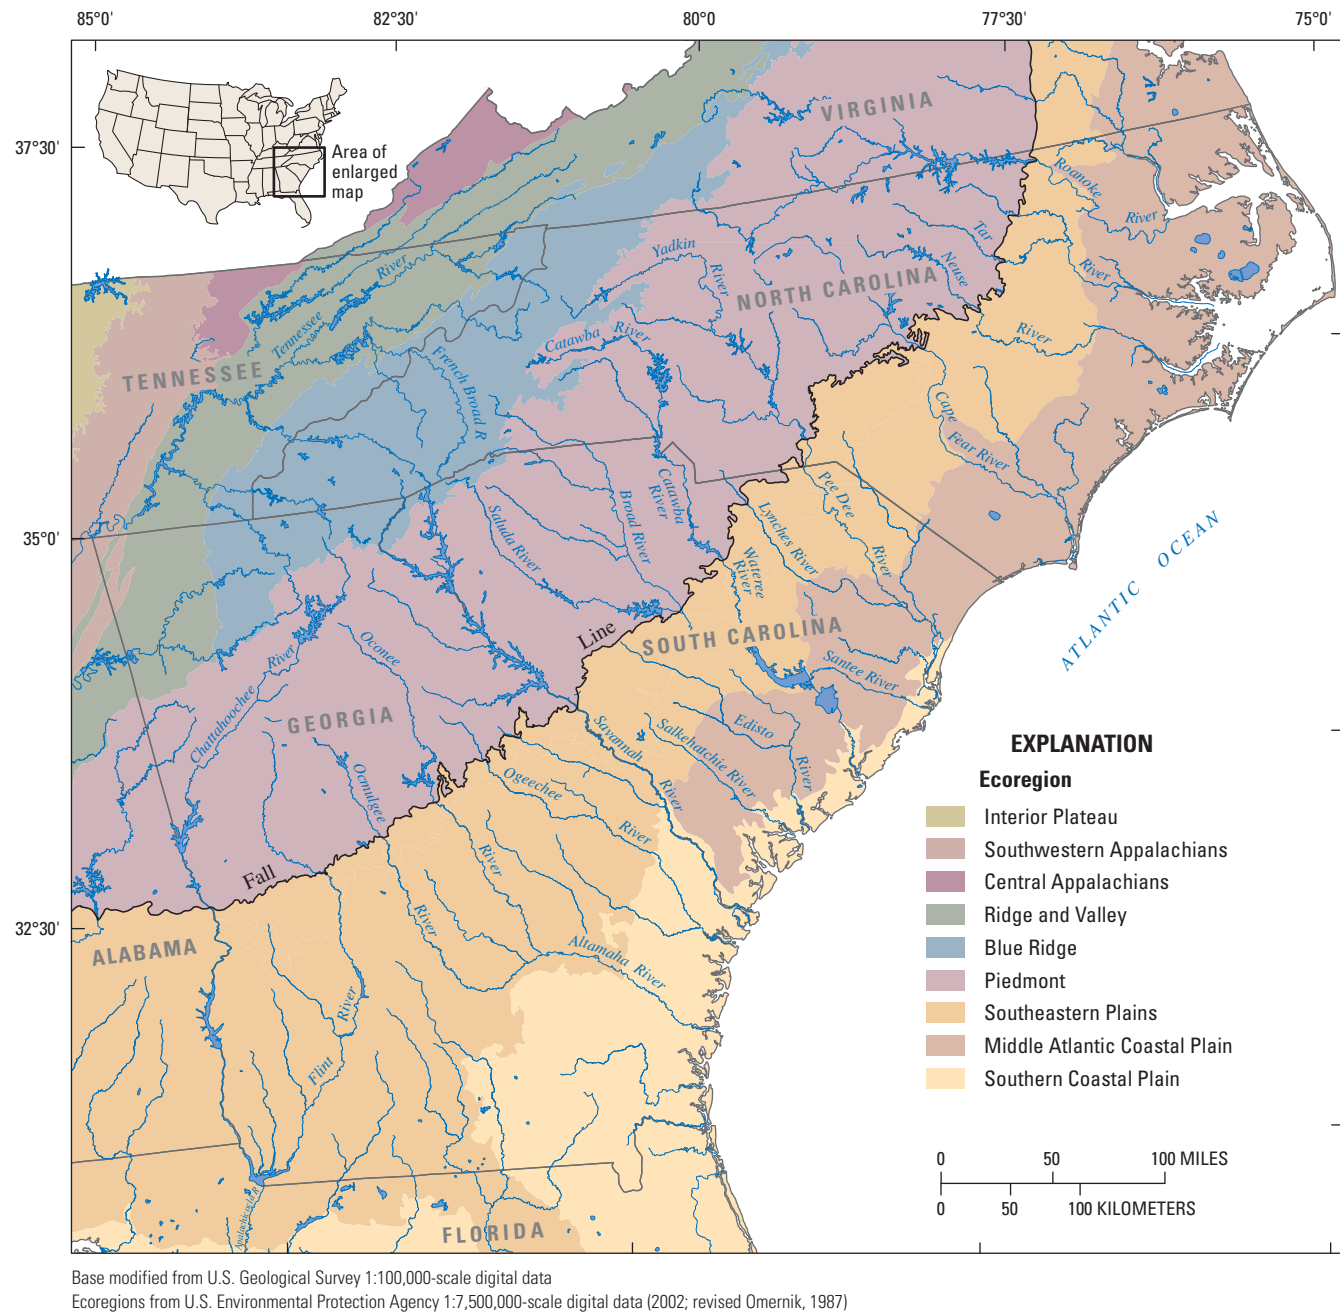 85°0'
82°30'
80°0'
77°30'
75°0'
37°30'
35°0'
32°30'
Area of
enlarged
map
VIRGINIA
Roanoke
River
Tar
River
Neuse
River
Yadkin
River
NORTH CAROLINA
Tennessee
River
TENNESSEE
French Broad R
Catawba
River
Cape
Fear River
Pee Dee
River
Lynches River
Catawba
River
Broad River
Saluda River
Wateree
River
ATLANTIC OCEAN
Fall
Line
SOUTH CAROLINA
Santee River
Edisto
River
Salkehatchie River
Savannah
River
Oconee
River
Chattahoochee
River
GEORGIA
Ocmulgee
River
Ogeechee
River
Altamaha River
Flint
River
ALABAMA
Apalachicola R
FLORIDA
EXPLANATION
Ecoregion
Interior Plateau
Southwestern Appalachians
Central Appalachians
Ridge and Valley
Blue Ridge
Piedmont
Southeastern Plains
Middle Atlantic Coastal Plain
Southern Coastal Plain
0 50 100 MILES
0 50 100 KILOMETERS
Base modified from U.S. Geological Survey 1:100,000-scale digital data
Ecoregions from U.S. Environmental Protection Agency 1:7,500,000-scale digital data (2002; revised Omernik, 1987)